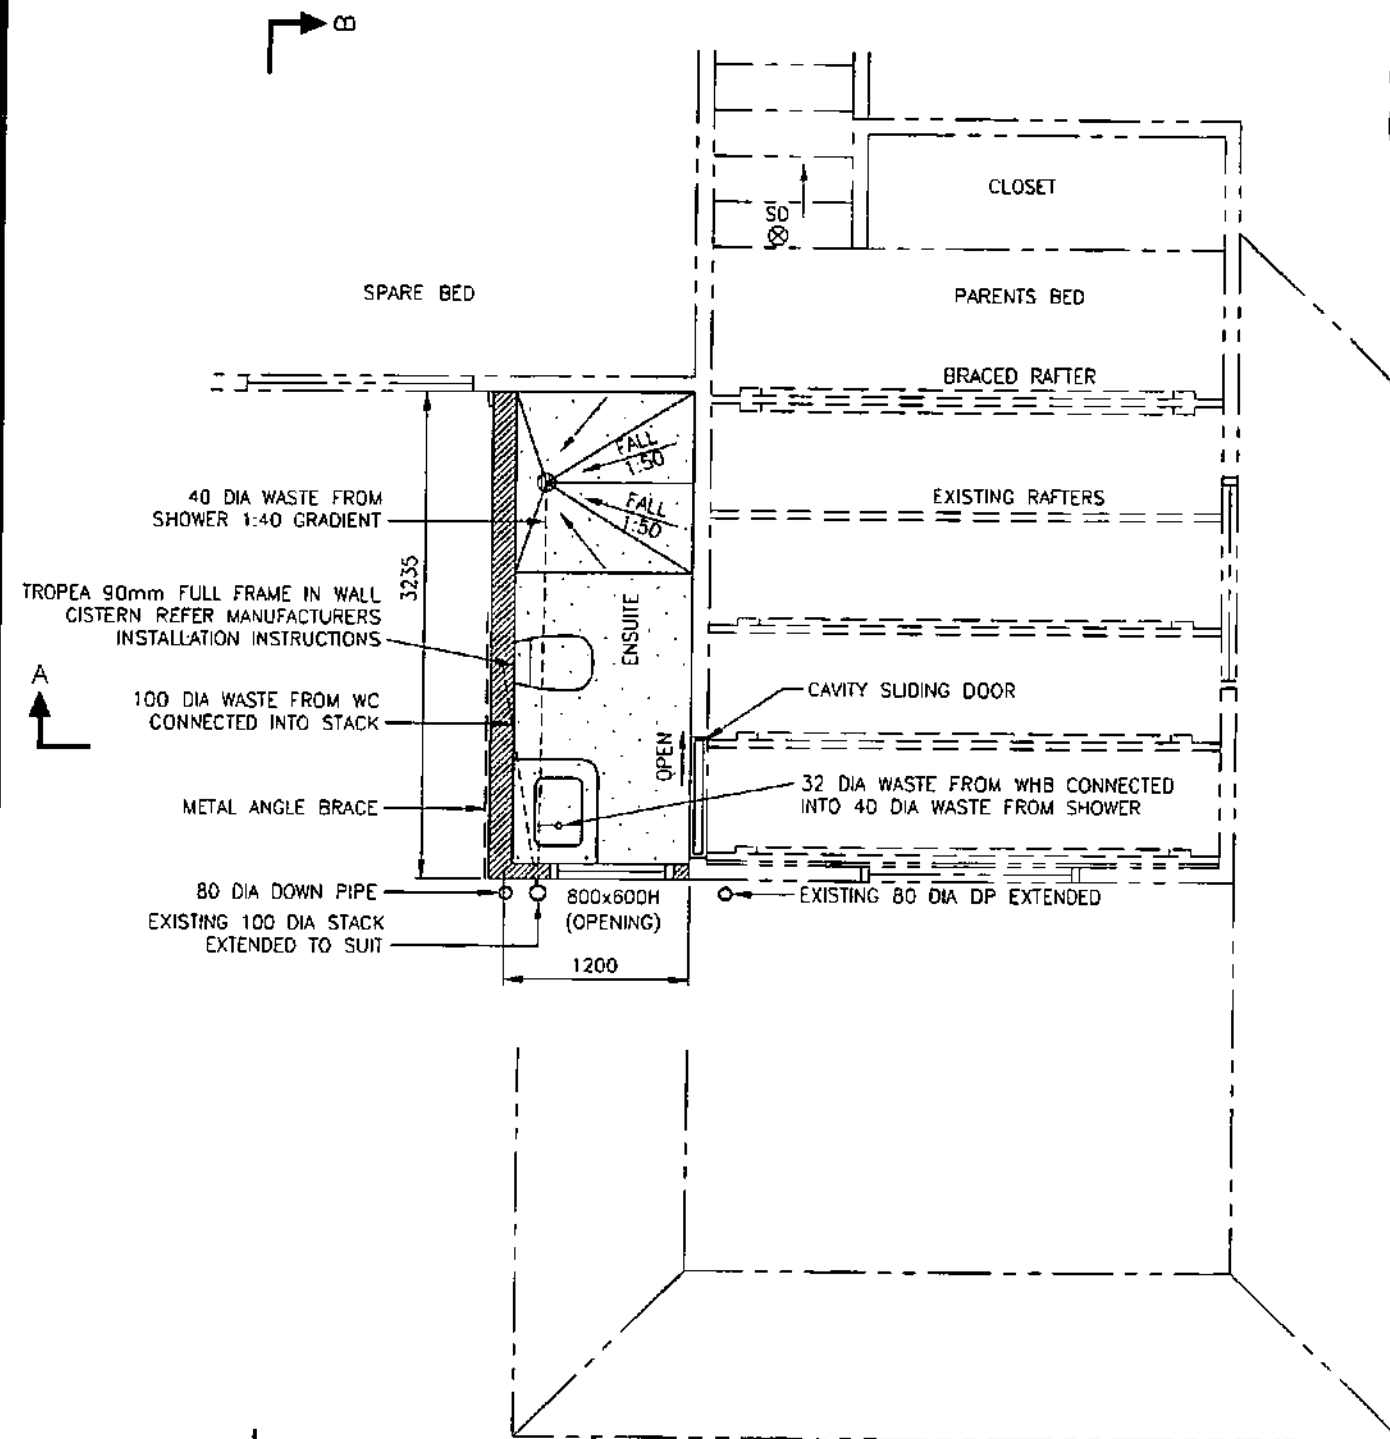 B
CLOSET
SD
SPARE BED
PARENTS BED
BRACED RAFTER
FALL
1:50
40 DIA WASTE FROM
SHOWER 1:40 GRADIENT
FALL
1:50
EXISTING RAFTERS
3235
TROPEA 90mm FULL FRAME IN WALL
CISTERN REFER MANUFACTURERS
INSTALLATION INSTRUCTIONS
ENSUITE
A
100 DIA WASTE FROM WC
CONNECTED INTO STACK
CAVITY SLIDING DOOR
OPEN
METAL ANGLE BRACE
32 DIA WASTE FROM WHB CONNECTED
INTO 40 DIA WASTE FROM SHOWER
80 DIA DOWN PIPE
800x600H
(OPENING)
EXISTING 80 DIA DP EXTENDED
EXISTING 100 DIA STACK
EXTENDED TO SUIT
1200